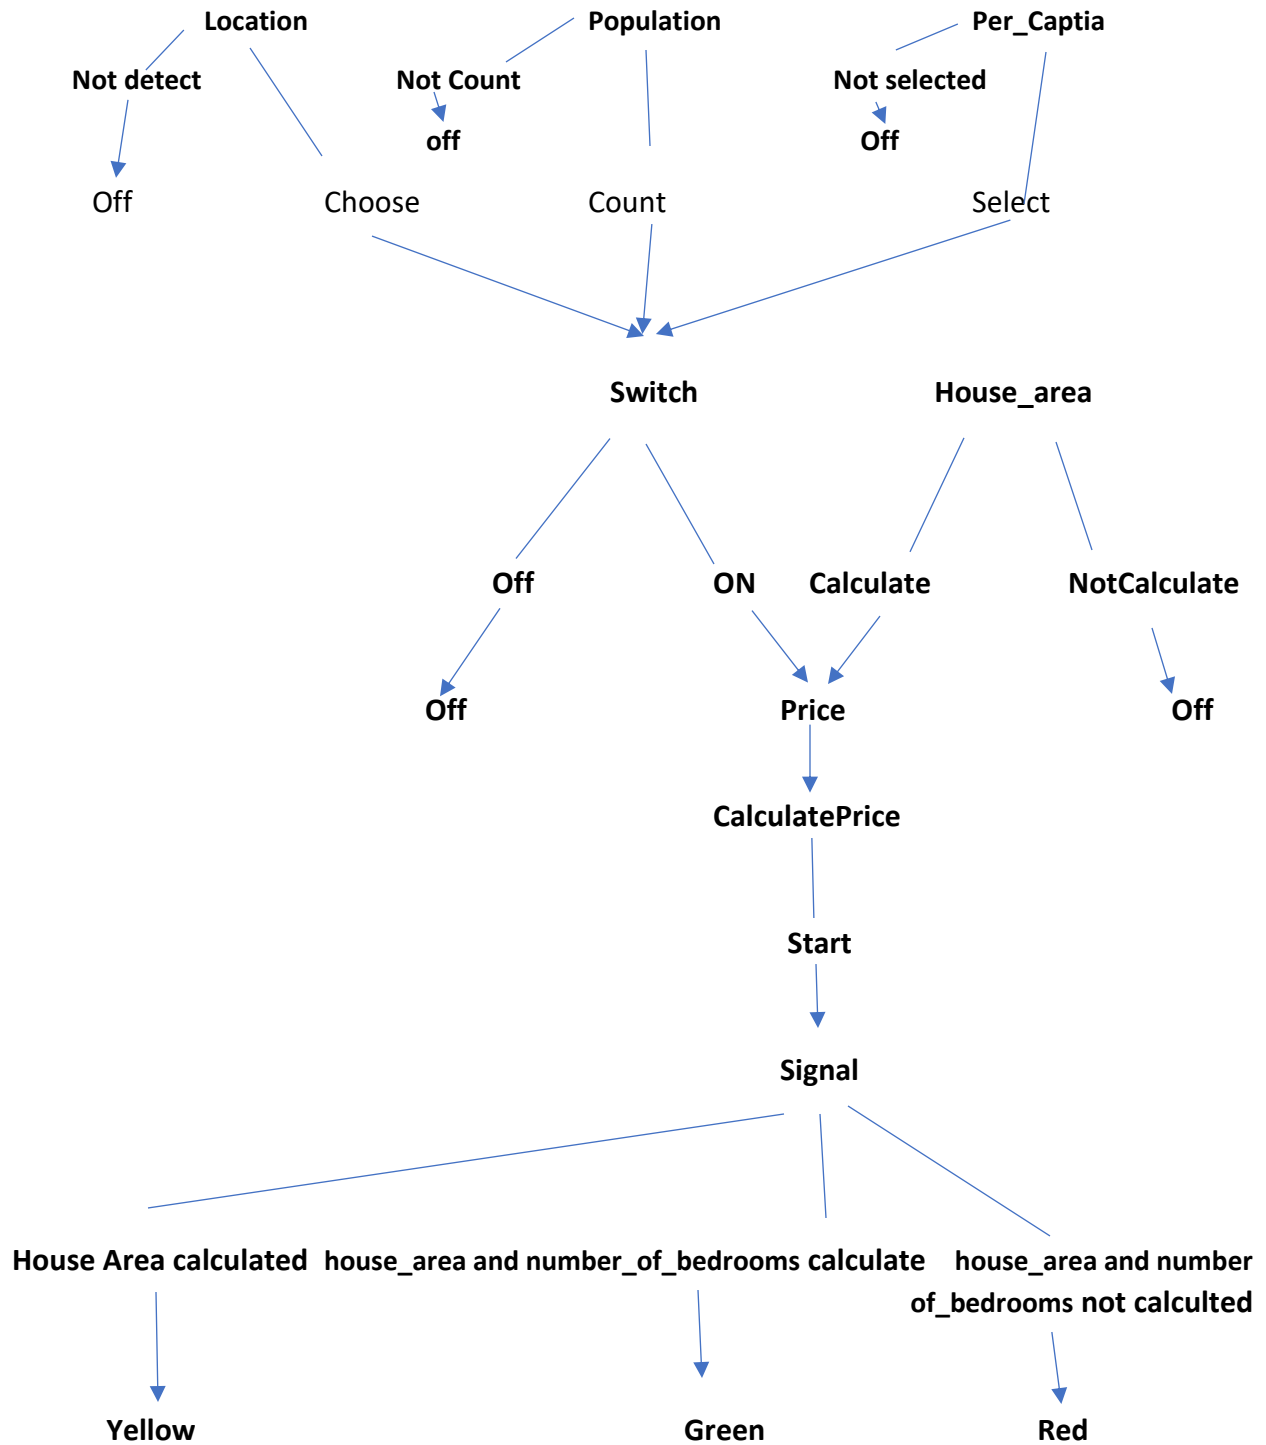 Location Population Per_Captia
Not detect Not Count Not selected
off Off
Off Choose Count Select
Switch House_area
Off ON Calculate NotCalculate
Off Price Off
CalculatePrice
Start
Signal
House Area calculated house_area and number_of_bedrooms calculate house_area and number
of_bedrooms not calculted
Yellow Green Red